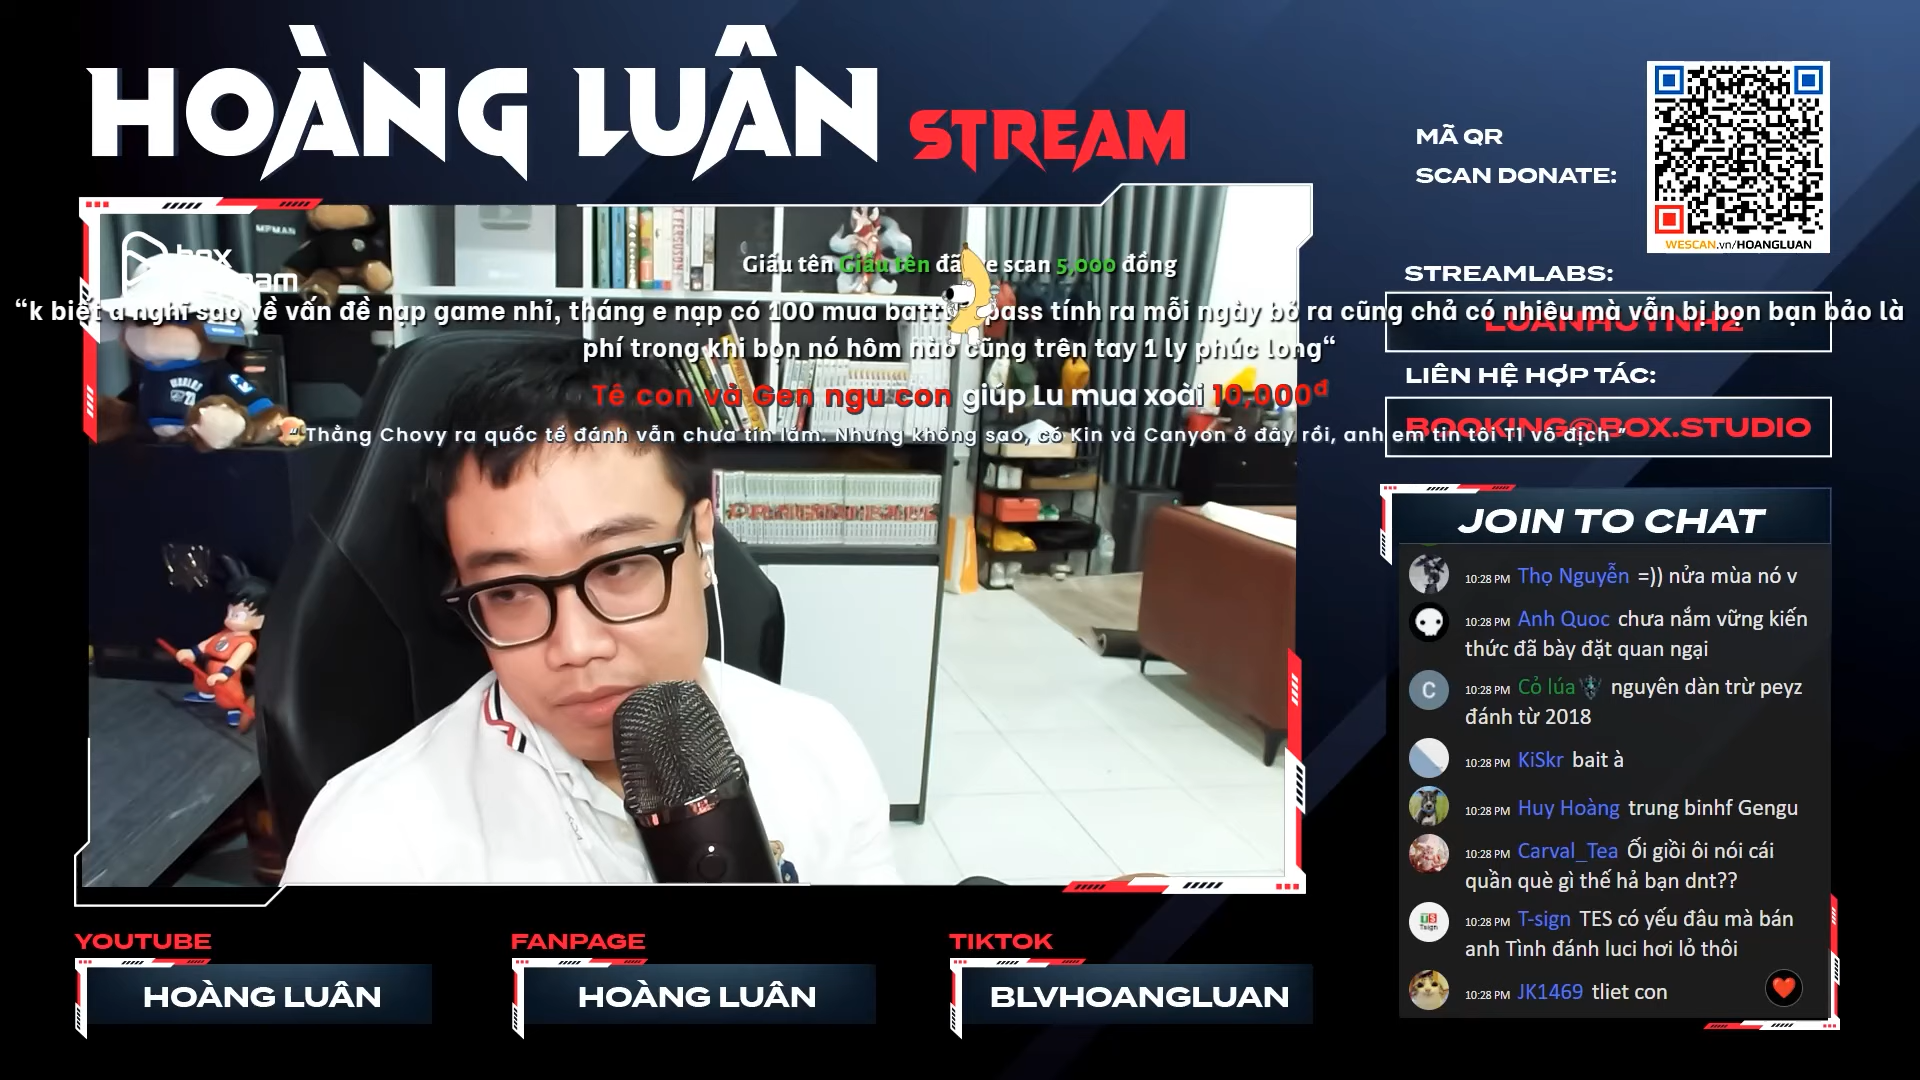 HOÀNG LUÂN STREAM
MÃ QR
SCAN DONATE:
WESCAN.vn/HOANGLUAN
STREAMLABS:
LUANHUYNH2
LIÊN HỆ HỢP TÁC:
BOOKING@BOX.STUDIO
box
MFMAN
Giấu tên Giấu tên đã scan 5,000 đồng
“k biết a nghĩ sao về vấn đề nạp game nhỉ, tháng e nạp có 100 mua pass tính ra mỗi ngày bỏ ra cũng chả có nhiêu mà vẫn bị bọn bạn bảo là
phí trong khi bọn nó hôm nào cũng trên tay 1 ly phúc long“
Tê con và Gen ngu con giúp Lu mua xoài 10,000đ
“ Thằng Chovy ra quốc tế đánh vẫn chưa tin lắm. Nhưng không sao, có Kin và Canyon ở đây rồi, anh em tin tôi T1 vô địch ”
JOIN TO CHAT
10:28 PM Thọ Nguyễn =)) nửa mùa nó v
10:28 PM Anh Quoc chưa nắm vững kiến
thức đã bày đặt quan ngại
C
10:28 PM Cỏ lúa nguyên dàn trừ peyz
đánh từ 2018
10:28 PM KiSkr bait à
10:28 PM Huy Hoàng trung binhf Gengu
10:28 PM Carval_Tea Ối giồi ôi nói cái
quần què gì thế hả bạn dnt??
10:28 PM T-sign TES có yếu đâu mà bán
anh Tình đánh luci hơi lỏ thôi
10:28 PM JK1469 tliet con
YOUTUBE
HOÀNG LUÂN
FANPAGE
HOÀNG LUÂN
TIKTOK
BLVHOANGLUAN